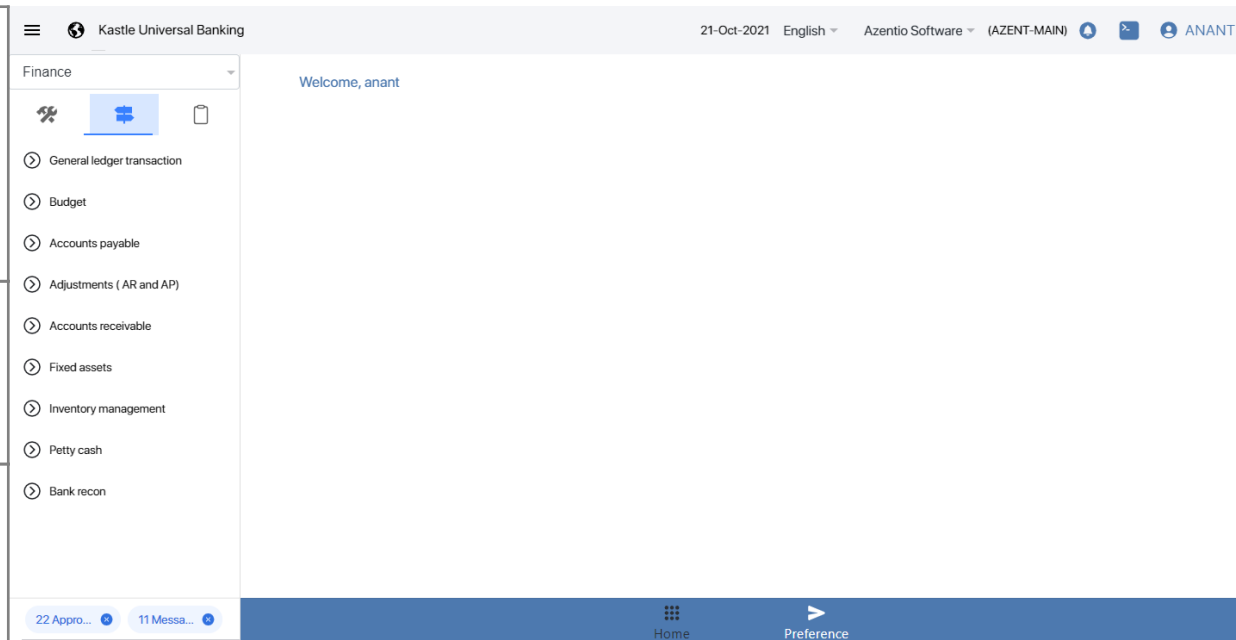 Kastle Universal Banking 21-Oct-2021 English Azentio Software (AZENT-MAIN) ANANT
Finance
Welcome, anant
General ledger transaction
Budget
Accounts payable
Adjustments ( AR and AP)
Accounts receivable
Fixed assets
Inventory management
Petty cash
Bank recon
22 Appro... 11 Messa...
Home Preference